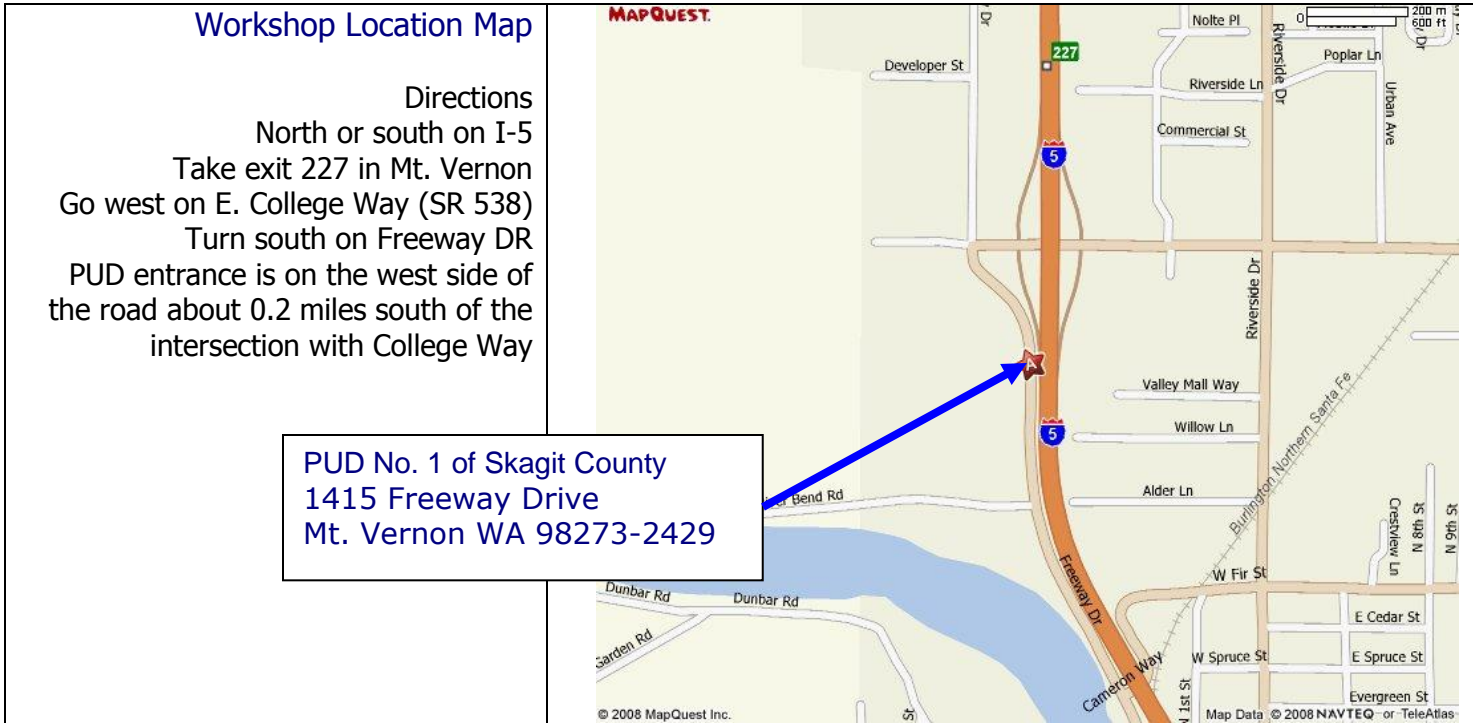 Workshop Location Map
Directions
North or south on I-5
Take exit 227 in Mt. Vernon
Go west on E. College Way (SR 538)
Turn south on Freeway DR
PUD entrance is on the west side of
the road about 0.2 miles south of the
intersection with College Way
PUD No. 1 of Skagit County
1415 Freeway Drive
Mt. Vernon WA 98273-2429
MAPQUEST.
Dr
Nolte Pl
0
200 m
600 ft
Dr
227
Developer St
Riverside Dr
Poplar Ln
Riverside Ln
Urban Ave
Commercial St
5
Riverside Dr
A
Valley Mall Way
Burlington Northern Santa Fe
Willow Ln
5
Bend Rd
Alder Ln
Crestview Ln
N 8th St
N 9th St
Freeway Dr
W Fir St
Dunbar Rd
Dunbar Rd
E Cedar St
Garden Rd
Cameron Way
W Spruce St
E Spruce St
N 1st St
Evergreen St
St
© 2008 MapQuest Inc.
Map Data © 2008 NAVTEQ or TeleAtlas